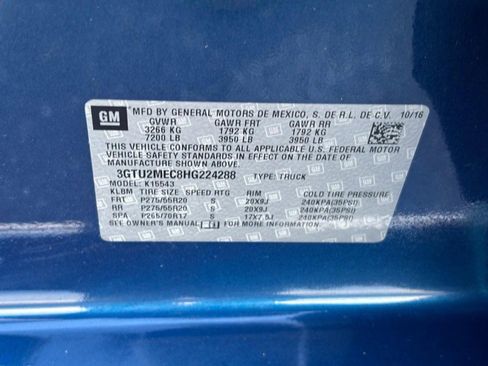 GM
MFD BY GENERAL MOTORS DE MEXICO, S. DE R.L. DE C.V. 10/16
GVWR GAWR FRT GAWR RR
3266 KG 1792 KG 1792 KG
7200 LB 3950 LB 3950 LB
THIS VEHICLE CONFORMS TO ALL APPLICABLE U.S. FEDERAL MOTOR
VEHICLE SAFETY STANDARDS IN EFFECT ON THE DATE OF
MANUFACTURE SHOWN ABOVE.
3GTU2MEC8HG224288 TYPE: TRUCK
MODEL: K15543
KLBM TIRE SIZE SPEED RTG RIM COLD TIRE PRESSURE
FRT P275/55R20 S 20X9J 240KPA(35PSI)
RR P275/55R20 S 20X9J 240KPA(35PSI)
SPA P265/70R17 S 17X7.5J 240KPA(35PSI)
SEE OWNER'S MANUAL FOR ADDITIONAL INFORMATION.